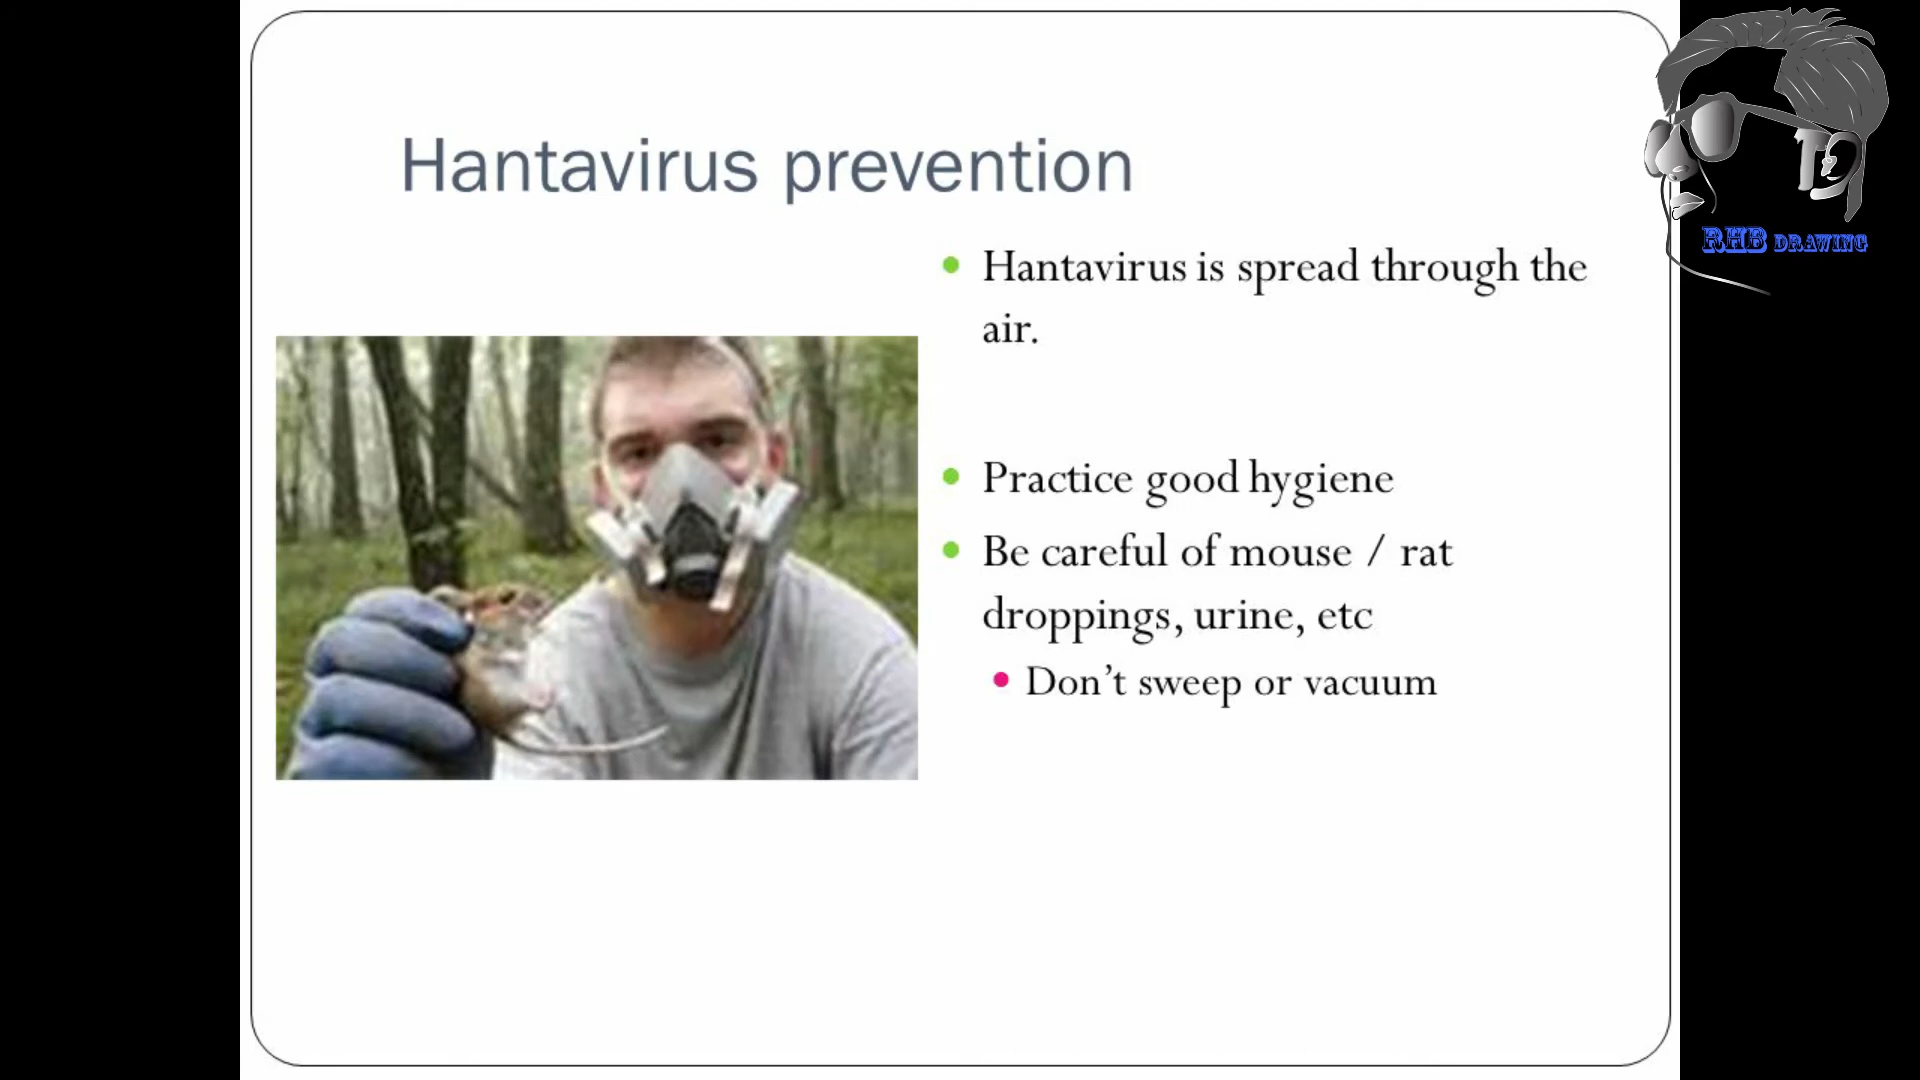 Hantavirus prevention
• Hantavirus is spread through the
air.
• Practice good hygiene
• Be careful of mouse / rat
droppings, urine, etc
• Don't sweep or vacuum
RHB DRAWING